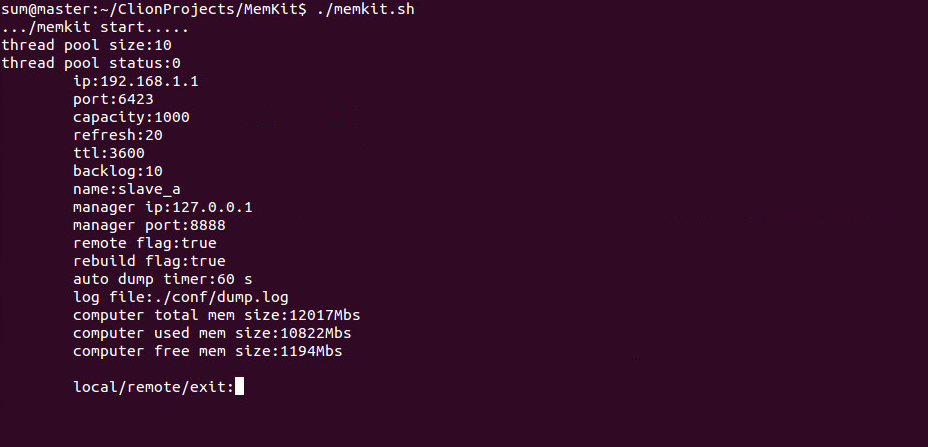 sum@master:~/ClionProjects/MemKit$ ./memkit.sh
.../memkit start.....
thread pool size:10
thread pool status:0
ip:192.168.1.1
port:6423
capacity:1000
refresh:20
ttl:3600
backlog:10
name:slave_a
manager ip:127.0.0.1
manager port:8888
remote flag:true
rebuild flag:true
auto dump timer:60 s
log file:./conf/dump.log
computer total mem size:12017Mbs
computer used mem size:10822Mbs
computer free mem size:1194Mbs
local/remote/exit: